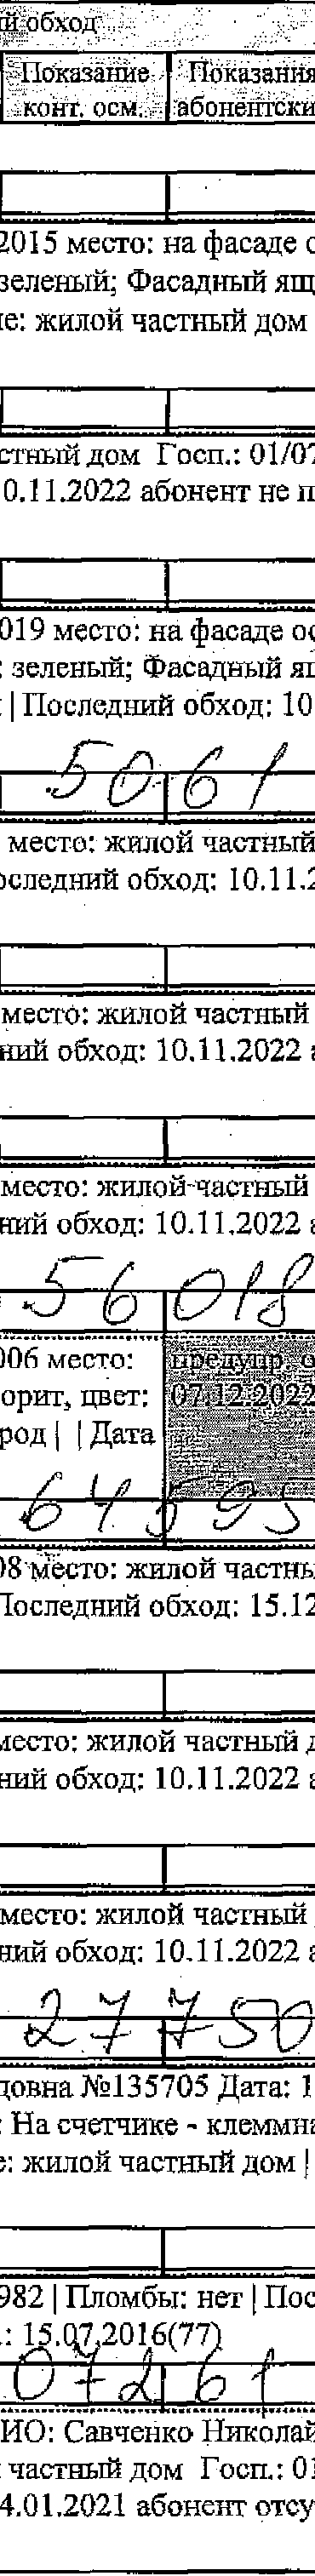 й обход
Показание Показания
конт. осм. абонентски
2015 место: на фасаде о
зеленый; Фасадный ящ
е: жилой частный дом
стный дом Госп.: 01/07
0.11.2022 абонент не п
019 место: на фасаде ос
: зеленый; Фасадный ящ
| Последний обход: 10
5061
место: жилой частный
оследний обход: 10.11.2
место: жилой частный
ний обход: 10.11.2022 а
место: жилой частный
ний обход: 10.11.2022 а
56018
006 место: предупр. о
орит, цвет: 07.12.2022
род | | Дата
64595
08 место: жилой частны
Последний обход: 15.12
место: жилой частный д
ний обход: 10.11.2022 а
место: жилой частный
ний обход: 10.11.2022 а
27750
довна №135705 Дата: 1
: На счетчике - клеммна
е: жилой частный дом |
982 | Пломбы: нет | Пос
.: 15.07.2016(77)
07261
ИО: Савченко Николай
частный дом Госп.: 01
4.01.2021 абонент отсу